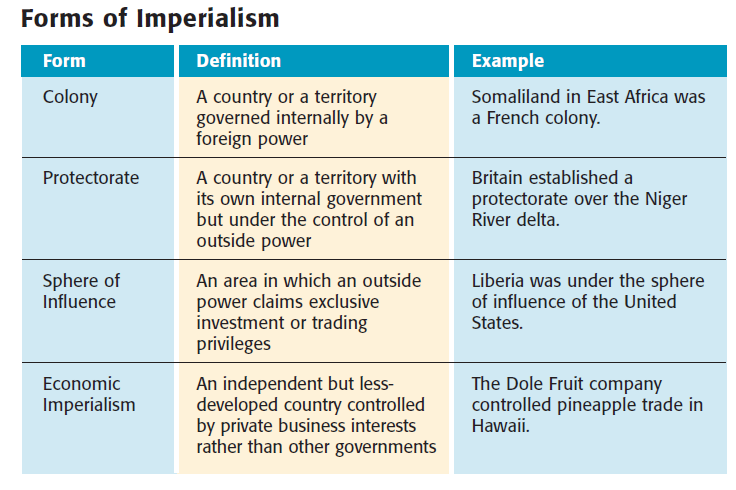 Forms of Imperialism
Form Definition Example
Colony
A country or a territory
governed internally by a
foreign power
Somaliland in East Africa was
a French colony.
Protectorate
A country or a territory with
its own internal government
but under the control of an
outside power
Britain established a
protectorate over the Niger
River delta.
Sphere of
Influence
An area in which an outside
power claims exclusive
investment or trading
privileges
Liberia was under the sphere
of influence of the United
States.
Economic
Imperialism
An independent but less-
developed country controlled
by private business interests
rather than other governments
The Dole Fruit company
controlled pineapple trade in
Hawaii.